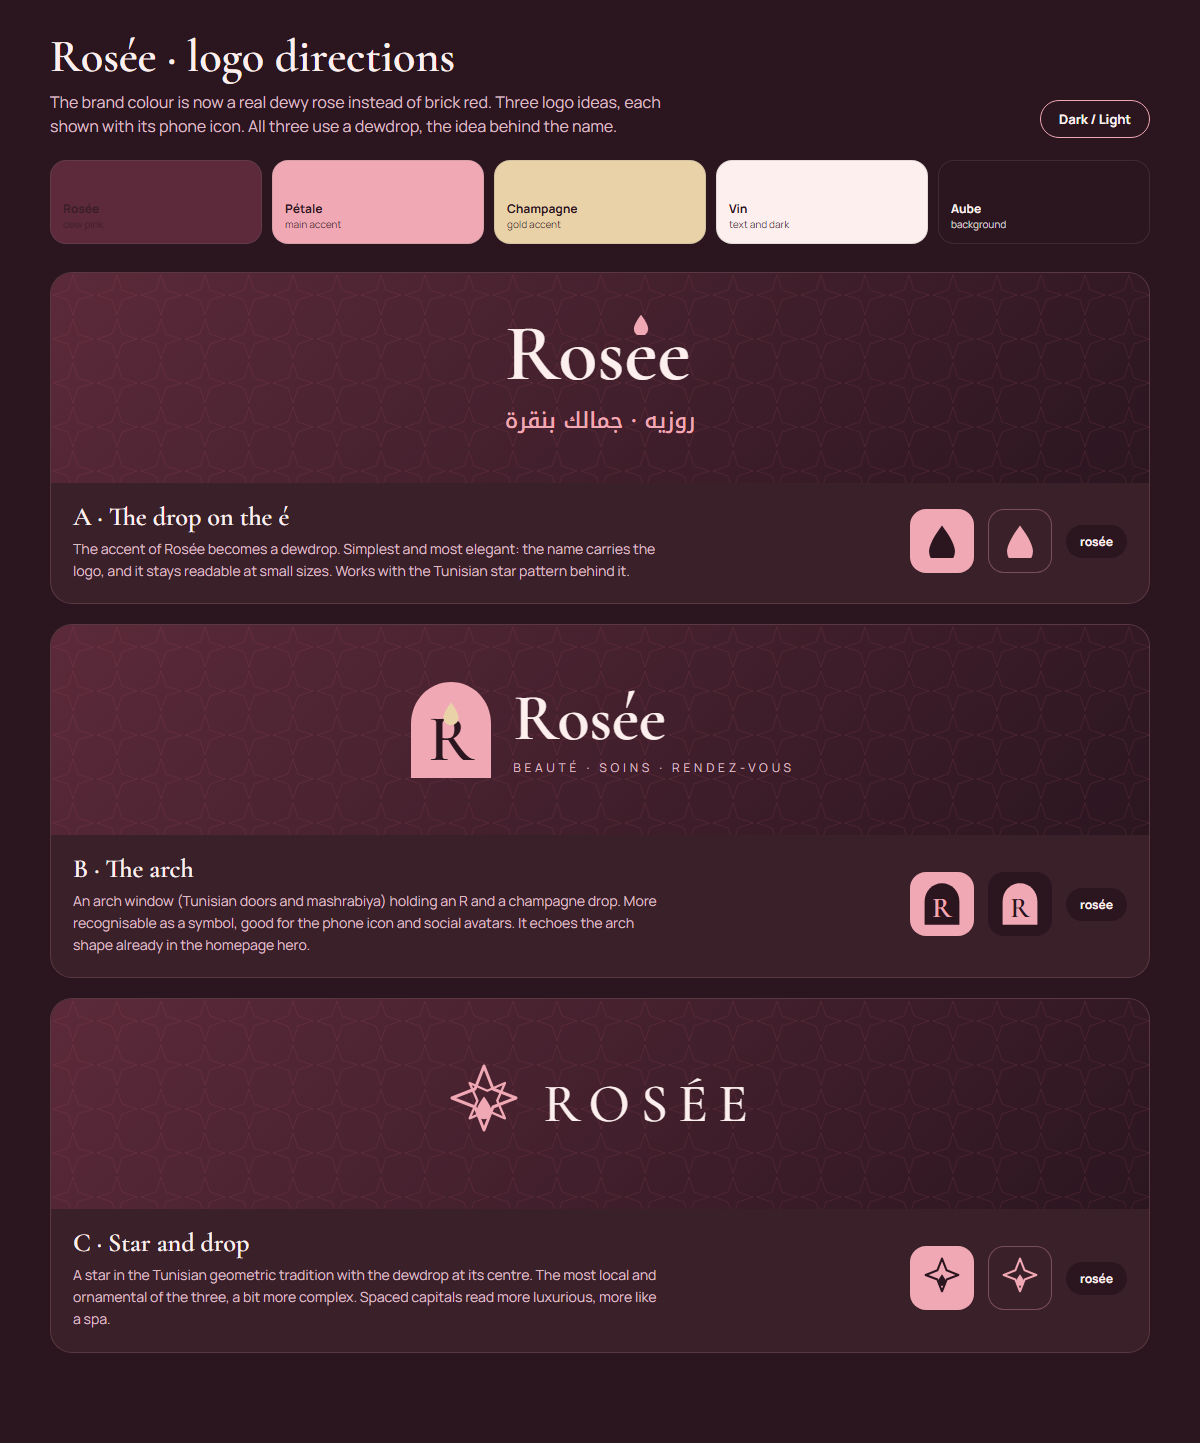 Rosée · logo directions
The brand colour is now a real dewy rose instead of brick red. Three logo ideas, each
shown with its phone icon. All three use a dewdrop, the idea behind the name.
Dark / Light
Rosée
dew pink
Pétale
main accent
Champagne
gold accent
Vin
text and dark
Aube
background
Rosée
روزيه · جمالك بنقرة
A · The drop on the é
The accent of Rosée becomes a dewdrop. Simplest and most elegant: the name carries the
logo, and it stays readable at small sizes. Works with the Tunisian star pattern behind it.
rosée
R
Rosée
BEAUTÉ · SOINS · RENDEZ-VOUS
B · The arch
An arch window (Tunisian doors and mashrabiya) holding an R and a champagne drop. More
recognisable as a symbol, good for the phone icon and social avatars. It echoes the arch
shape already in the homepage hero.
R
R
rosée
ROSÉE
C · Star and drop
A star in the Tunisian geometric tradition with the dewdrop at its centre. The most local and
ornamental of the three, a bit more complex. Spaced capitals read more luxurious, more like
a spa.
rosée